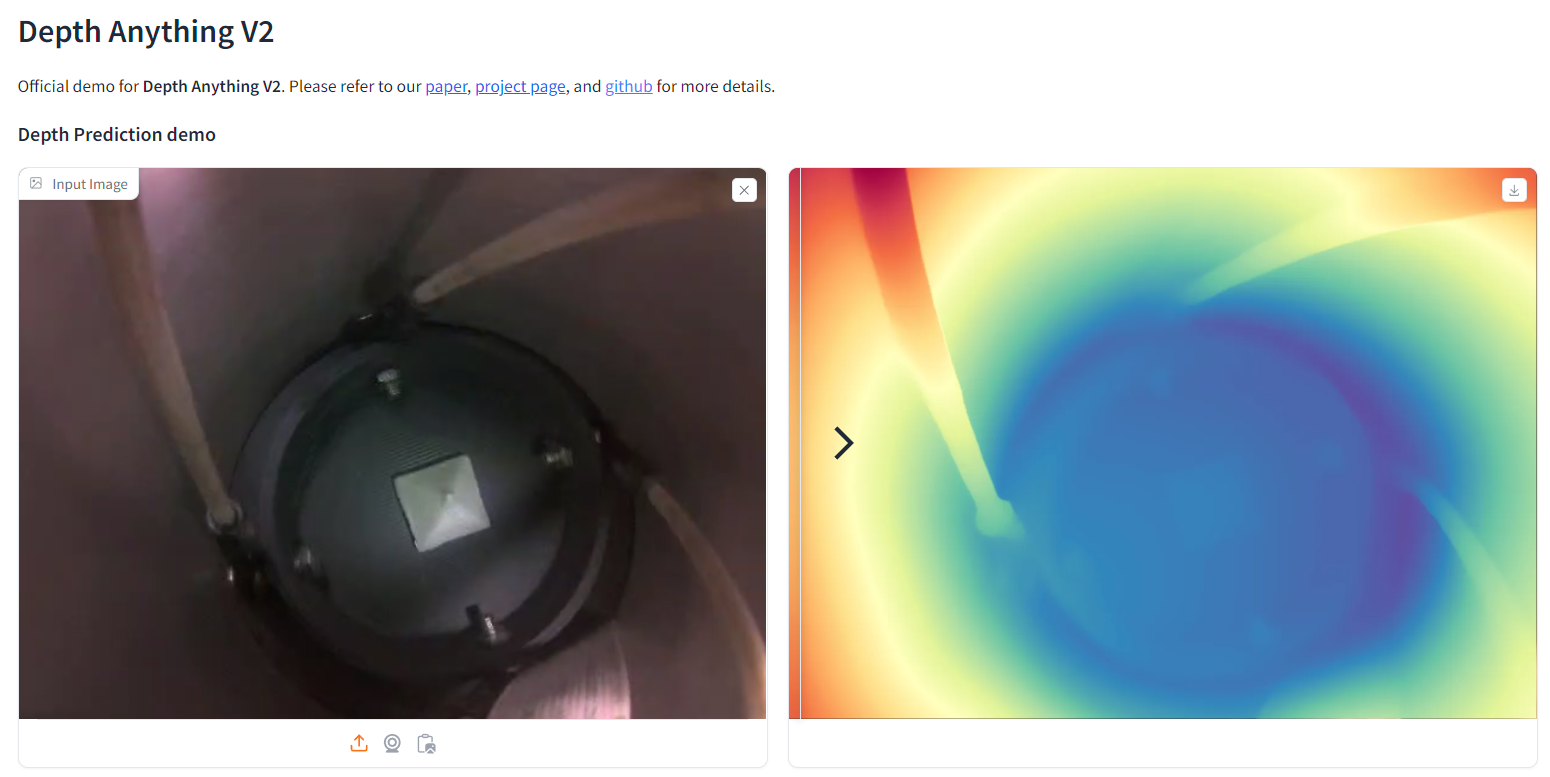 Depth Anything V2
Official demo for Depth Anything V2. Please refer to our paper, project page, and github for more details.
Depth Prediction demo
Input Image